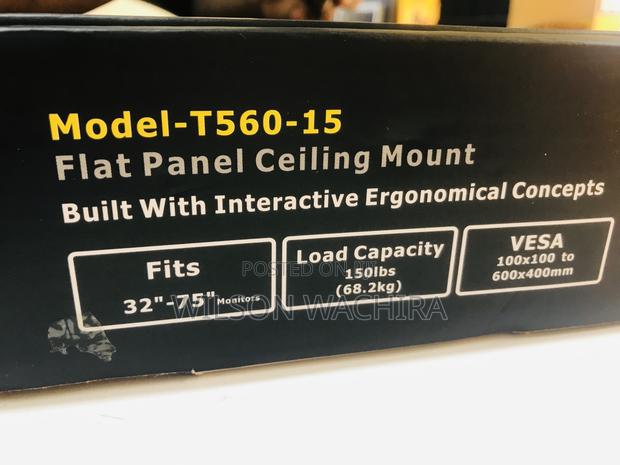 Model-T560-15
Flat Panel Ceiling Mount
Built With Interactive Ergonomical Concepts
Fits
32"-75" Monitors
Load Capacity
150lbs
(68.2kg)
VESA
100x100 to
600x400mm
POSTED ON JIJI
WILSON WACHIRA